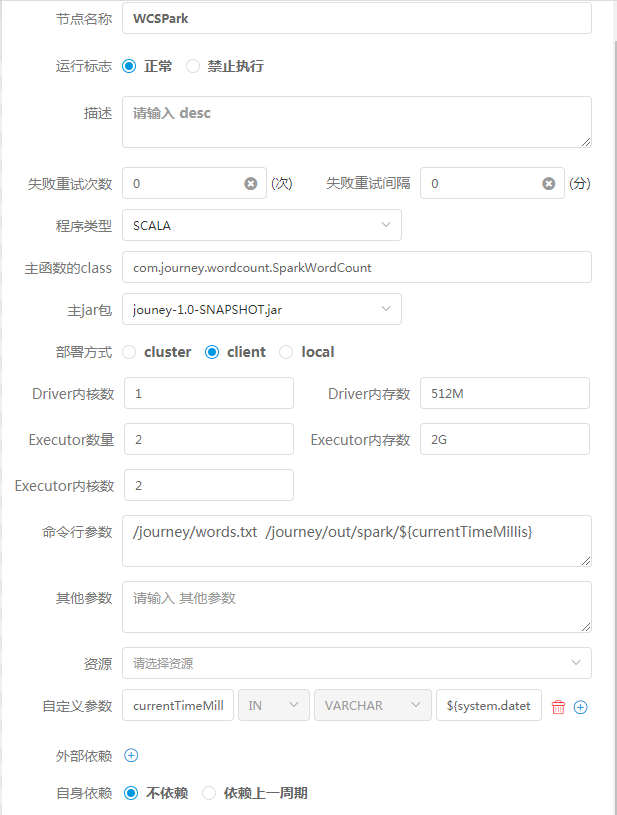 节点名称 WCSPark
运行标志 正常 禁止执行
描述 请输入 desc
失败重试次数 0 (次) 失败重试间隔 0 (分)
程序类型 SCALA
主函数的class com.journey.wordcount.SparkWordCount
主jar包 jouney-1.0-SNAPSHOT.jar
部署方式 cluster client local
Driver内核数 1 Driver内存数 512M
Executor数量 2 Executor内存数 2G
Executor内核数 2
命令行参数 /journey/words.txt /journey/out/spark/${currentTimeMillis}
其他参数 请输入 其他参数
资源 请选择资源
自定义参数 currentTimeMill IN VARCHAR ${system.datet
外部依赖
自身依赖 不依赖 依赖上一周期